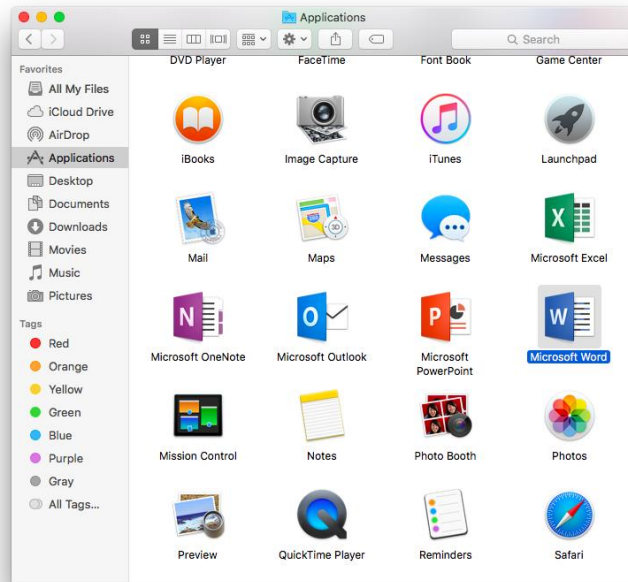 Applications
Search
Favorites
All My Files
iCloud Drive
AirDrop
Applications
Desktop
Documents
Downloads
Movies
Music
Pictures
Tags
Red
Orange
Yellow
Green
Blue
Purple
Gray
All Tags...
DVD Player FaceTime Font Book Game Center
iBooks Image Capture iTunes Launchpad
3D
Mail Maps Messages Microsoft Excel
X
N O P W
Microsoft OneNote Microsoft Outlook Microsoft PowerPoint Microsoft Word
Mission Control Notes Photo Booth Photos
Preview QuickTime Player Reminders Safari